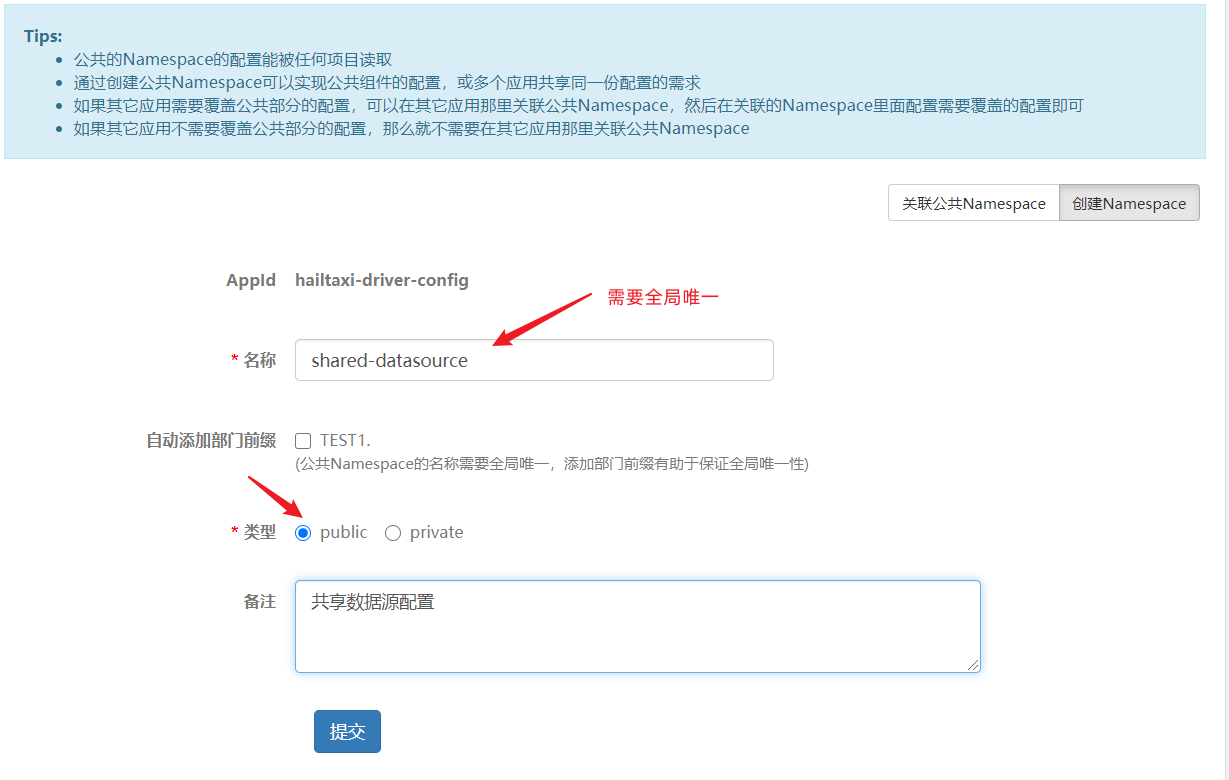 Tips:
公共的Namespace的配置能被任何项目读取
通过创建公共Namespace可以实现公共组件的配置，或多个应用共享同一份配置的需求
如果其它应用需要覆盖公共部分的配置，可以在其它应用那里关联公共Namespace，然后在关联的Namespace里面配置需要覆盖的配置即可
如果其它应用不需要覆盖公共部分的配置，那么就不需要在其它应用那里关联公共Namespace
关联公共Namespace 创建Namespace
AppId hailtaxi-driver-config
需要全局唯一
* 名称 shared-datasource
自动添加部门前缀 TEST1.
(公共Namespace的名称需要全局唯一，添加部门前缀有助于保证全局唯一性)
* 类型 public private
备注 共享数据源配置
提交